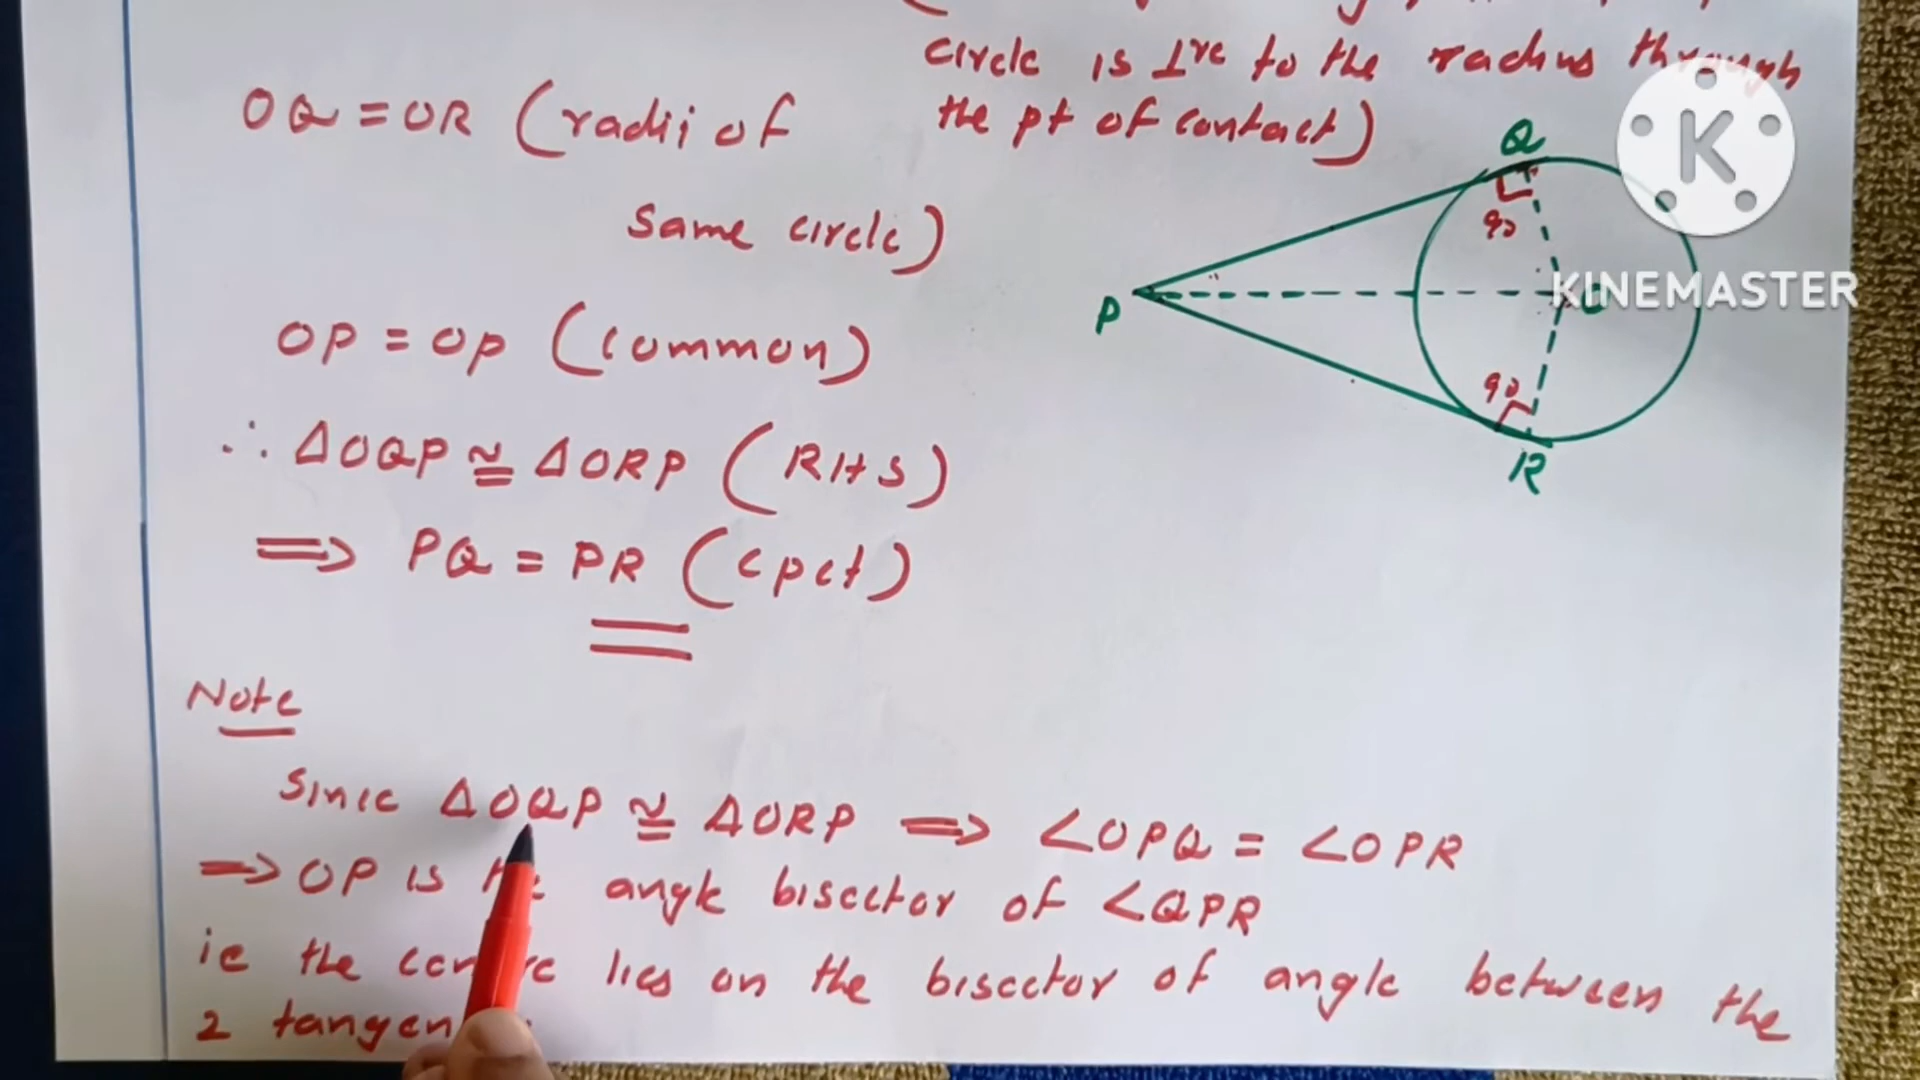 circle is ⊥re to the radius through
the pt of contact)
OQ = OR (radii of
same circle)
OP = OP (common)
∴ ΔOQP ≅ ΔORP (RHS)
⟹ PQ = PR (cpct)
Q
90
P
O
90
R
K
KINEMASTER
Note
Since ΔOQP ≅ ΔORP ⟹ ∠OPQ = ∠OPR
⟹ OP is the angle bisector of ∠QPR
ie the centre lies on the bisector of angle between the
2